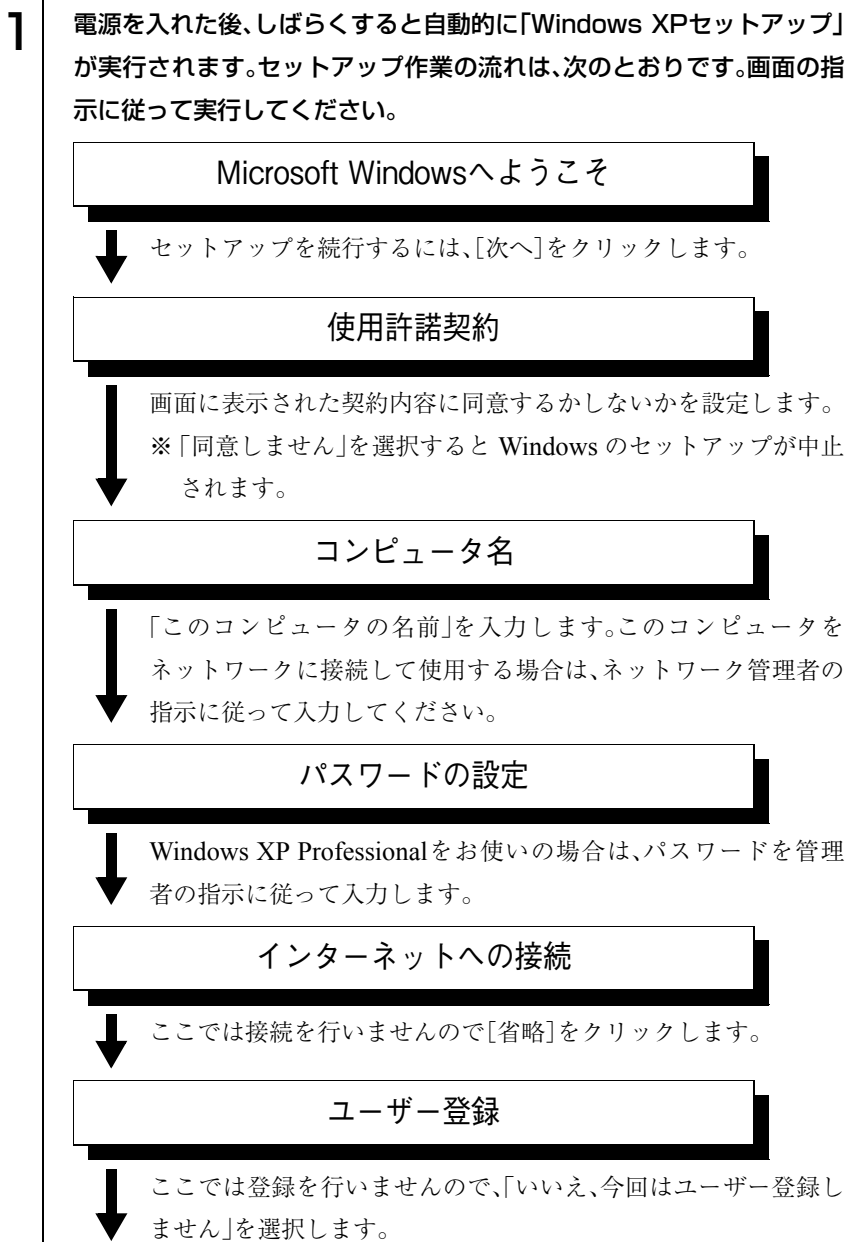 1
電源を入れた後、しばらくすると自動的に「Windows XPセットアップ」
が実行されます。セットアップ作業の流れは、次のとおりです。画面の指
示に従って実行してください。
Microsoft Windowsへようこそ
セットアップを続行するには、[次へ]をクリックします。
使用許諾契約
画面に表示された契約内容に同意するかしないかを設定します。
※「同意しません」を選択すると Windows のセットアップが中止
されます。
コンピュータ名
「このコンピュータの名前」を入力します。このコンピュータを
ネットワークに接続して使用する場合は、ネットワーク管理者の
指示に従って入力してください。
パスワードの設定
Windows XP Professionalをお使いの場合は、パスワードを管理
者の指示に従って入力します。
インターネットへの接続
ここでは接続を行いませんので[省略]をクリックします。
ユーザー登録
ここでは登録を行いませんので、「いいえ、今回はユーザー登録し
ません」を選択します。